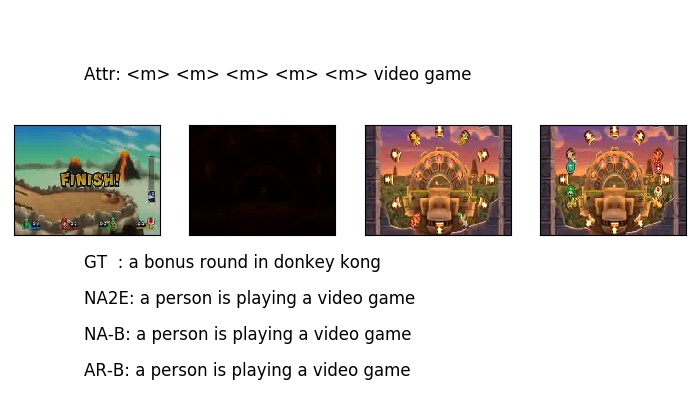 Attr: <m> <m> <m> <m> <m> video game
FINISH!
GT  : a bonus round in donkey kong
NA2E: a person is playing a video game
NA-B: a person is playing a video game
AR-B: a person is playing a video game